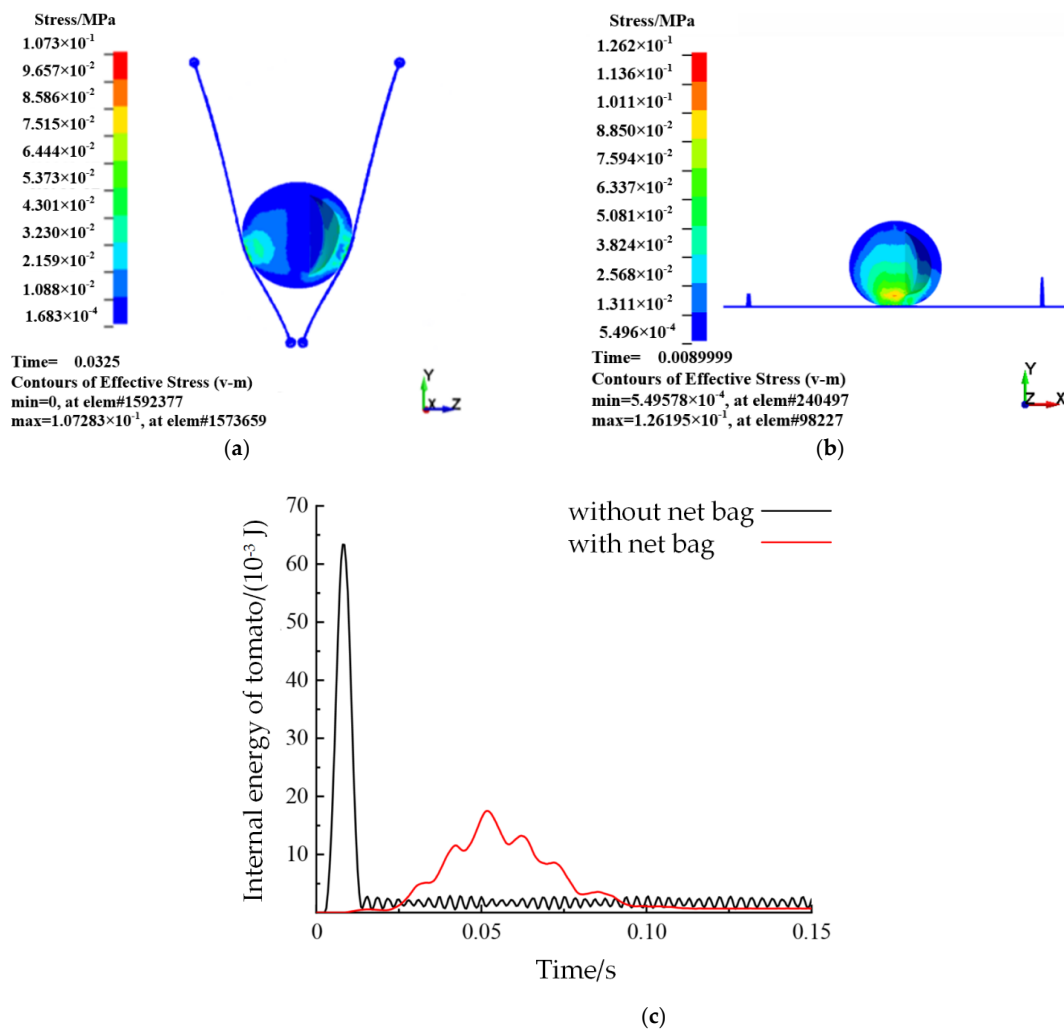 Stress/MPa
1.073×10⁻¹
9.657×10⁻²
8.586×10⁻²
7.515×10⁻²
6.444×10⁻²
5.373×10⁻²
4.301×10⁻²
3.230×10⁻²
2.159×10⁻²
1.088×10⁻²
1.683×10⁻⁴
Time= 0.0325
Contours of Effective Stress (v-m)
min=0, at elem#1592377
max=1.07283×10⁻¹, at elem#1573659
Y
X Z
(a)
Stress/MPa
1.262×10⁻¹
1.136×10⁻¹
1.011×10⁻¹
8.850×10⁻²
7.594×10⁻²
6.337×10⁻²
5.081×10⁻²
3.824×10⁻²
2.568×10⁻²
1.311×10⁻²
5.496×10⁻⁴
Time= 0.0089999
Contours of Effective Stress (v-m)
min=5.49578×10⁻⁴, at elem#240497
max=1.26195×10⁻¹, at elem#98227
Y
Z X
(b)
Internal energy of tomato/(10⁻³ J)
70
60
50
40
30
20
10
without net bag
with net bag
0 0.05 0.10 0.15
Time/s
(c)